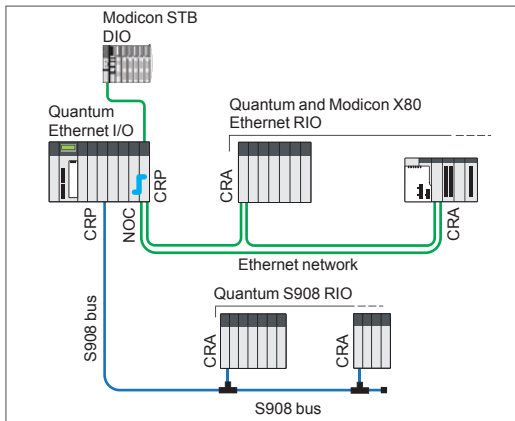 Modicon STB
DIO
Quantum
Ethernet I/O
Quantum and Modicon X80
Ethernet RIO
CRP
NOC
CRP
CRA
CRA
Ethernet network
S908 bus
Quantum S908 RIO
CRA
CRA
S908 bus